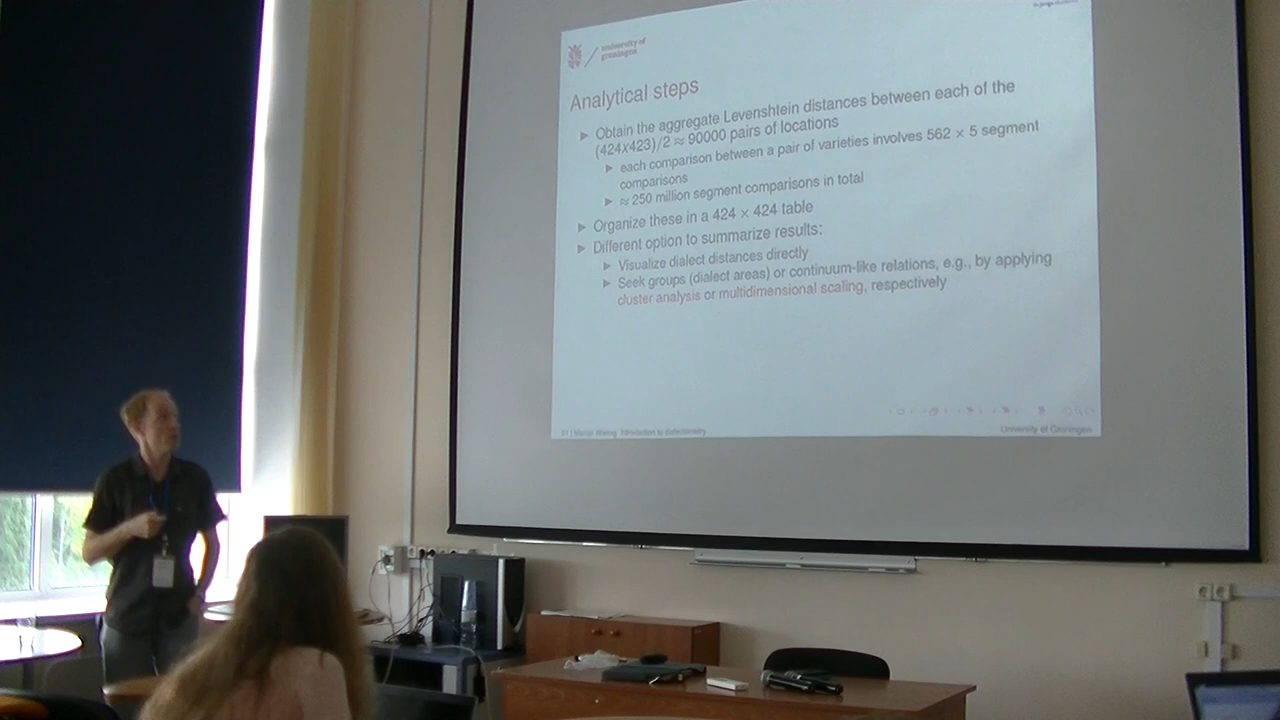 university of
groningen
Analytical steps
Obtain the aggregate Levenshtein distances between each of the
(424x423)/2 ≈ 90000 pairs of locations
each comparison between a pair of varieties involves 562 × 5 segment
comparisons
≈ 250 million segment comparisons in total
Organize these in a 424 × 424 table
Different option to summarize results:
Visualize dialect distances directly
Seek groups (dialect areas) or continuum-like relations, e.g., by applying
cluster analysis or multidimensional scaling, respectively
Introduction to dialectometry
University of Groningen